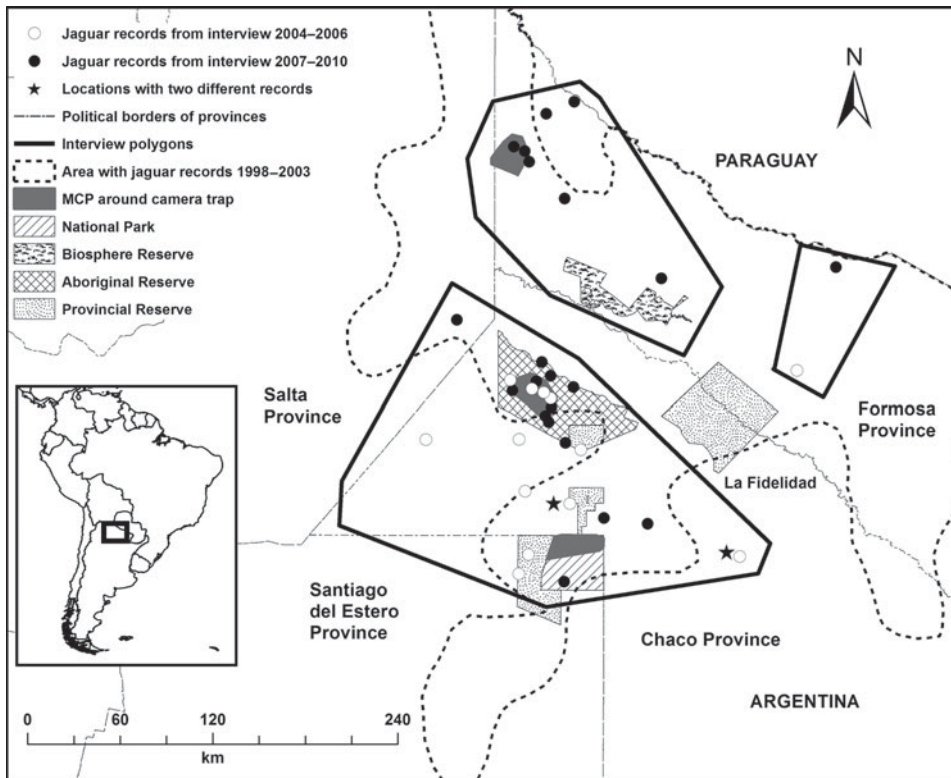 Jaguar records from interview 2004–2006
Jaguar records from interview 2007–2010
Locations with two different records
Political borders of provinces
Interview polygons
Area with jaguar records 1998–2003
MCP around camera trap
National Park
Biosphere Reserve
Aboriginal Reserve
Provincial Reserve
N
PARAGUAY
Salta
Province
Formosa
Province
La Fidelidad
Santiago
del Estero
Province
Chaco Province
ARGENTINA
0 60 120 240
km